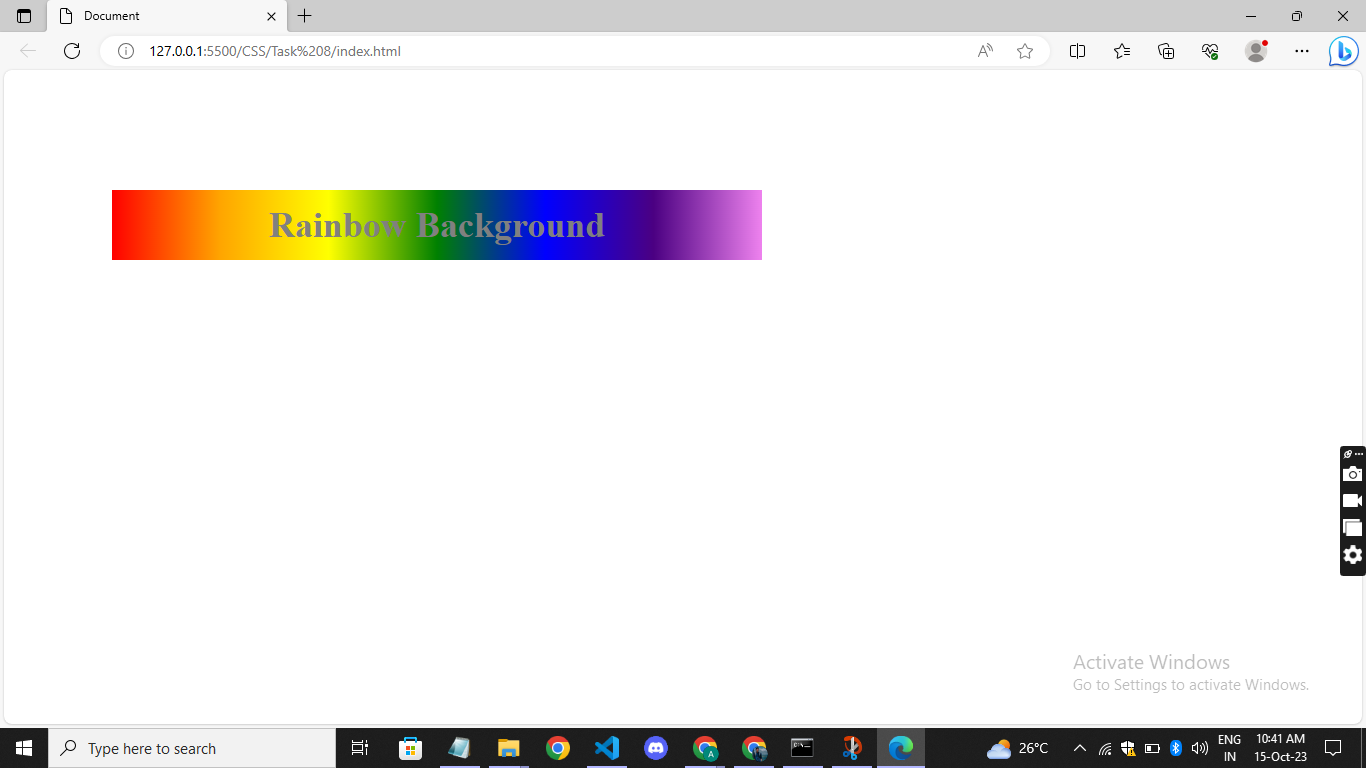 Document
127.0.0.1:5500/CSS/Task%208/index.html
Rainbow Background
Activate Windows
Go to Settings to activate Windows.
Type here to search
26°C
ENG
IN
10:41 AM
15-Oct-23